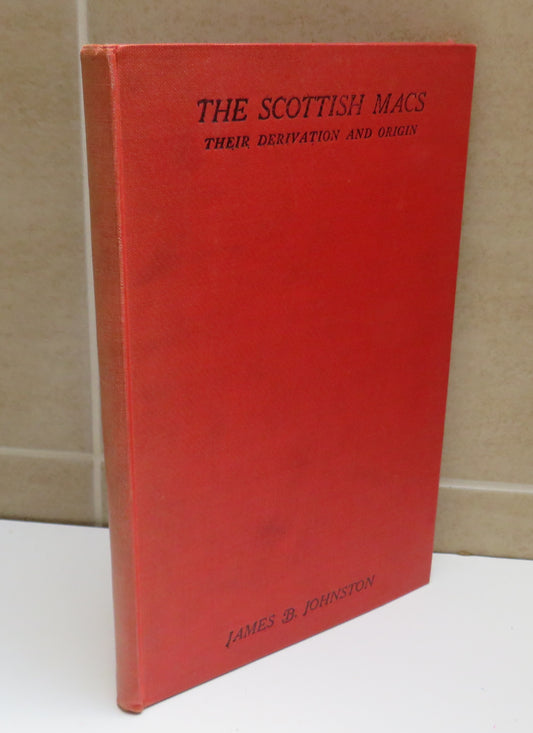 THE SCOTTISH MACS
THEIR DERIVATION AND ORIGIN
JAMES B. JOHNSTON